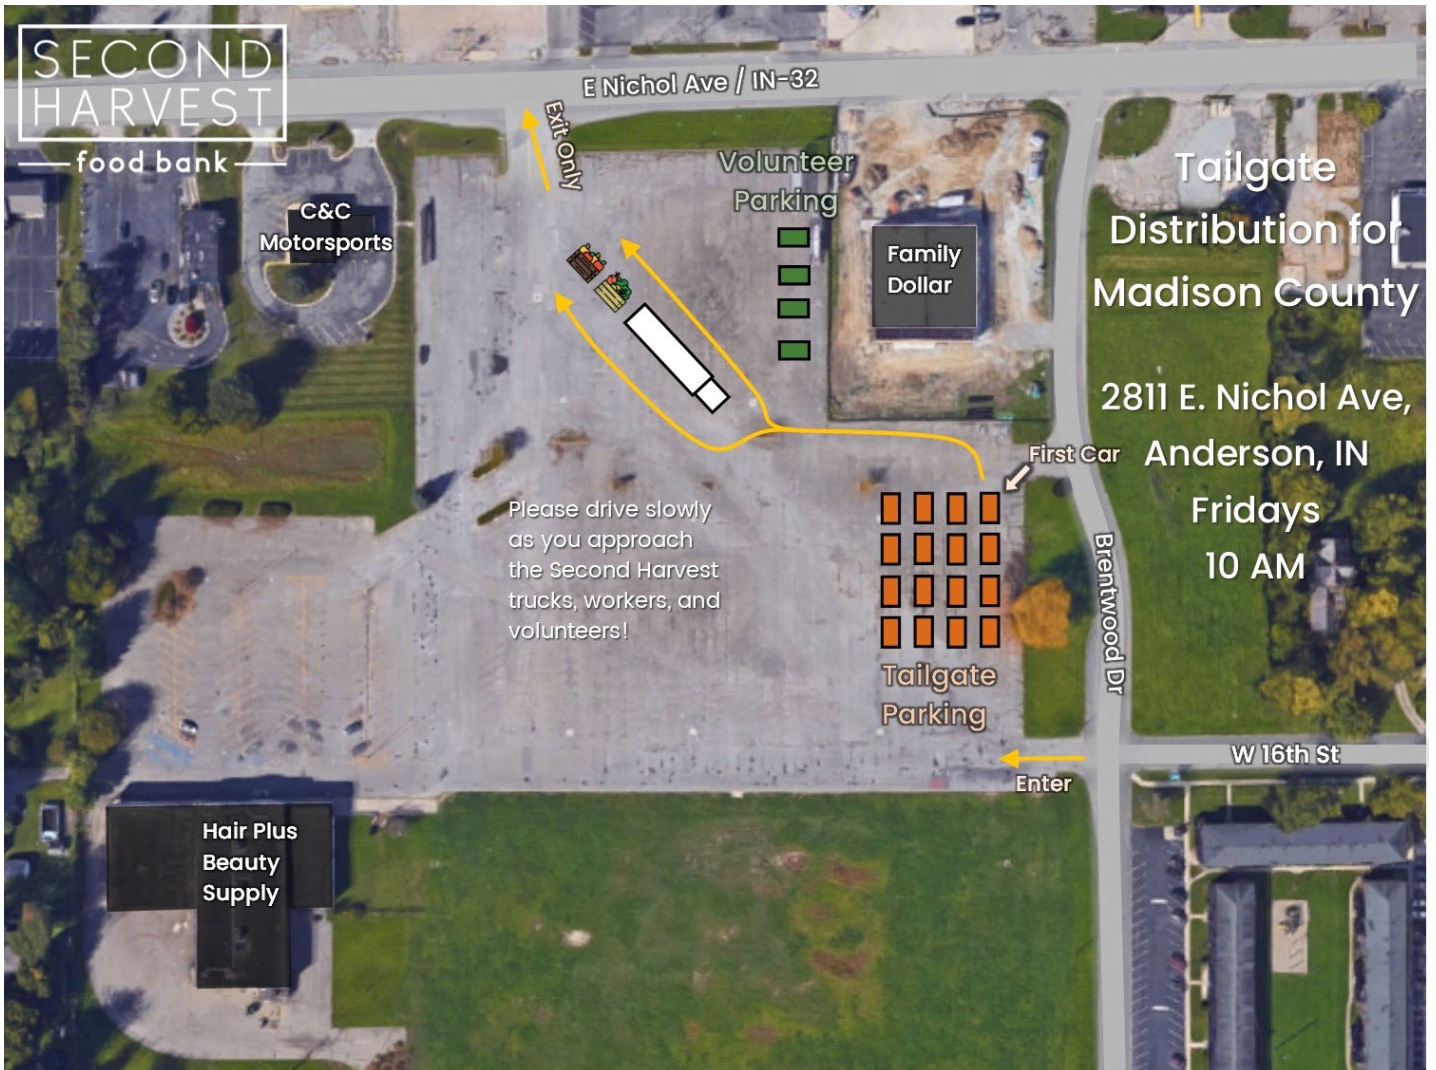 SECOND
HARVEST
food bank
E Nichol Ave / IN-32
Exit Only
Volunteer
Parking
C&C
Motorsports
Family
Dollar
Tailgate
Distribution for
Madison County
2811 E. Nichol Ave,
Anderson, IN
Fridays
10 AM
First Car
Please drive slowly
as you approach
the Second Harvest
trucks, workers, and
volunteers!
Brentwood Dr
Tailgate
Parking
W 16th St
Enter
Hair Plus
Beauty
Supply